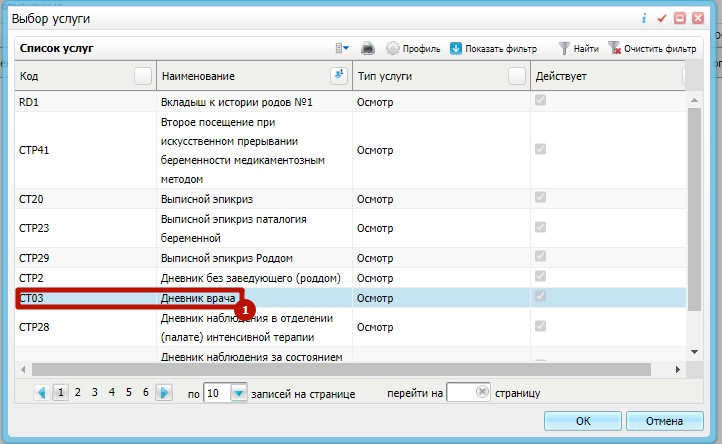 Выбор услуги
Список услуг
Профиль
Показать фильтр
Найти
Очистить фильтр
Код
Наименование
Тип услуги
Действует
RD1
Вкладыш к истории родов №1
Осмотр
СТР41
Второе посещение при
искусственном прерывании
беременности медикаментозным
методом
Осмотр
СТ20
Выписной эпикриз
Осмотр
СТР23
Выписной эпикриз паталогия
беременной
Осмотр
СТР29
Выписной эпикриз Роддом
Осмотр
СТР2
Дневник без заведующего (роддом)
Осмотр
СТ03
Дневник врача
1
Осмотр
СТР28
Дневник наблюдения в отделении
(палате) интенсивной терапии
Осмотр
Дневник наблюдения за состоянием
1 2 3 4 5 6
по 10 записей на странице
перейти на
страницу
ОК
Отмена